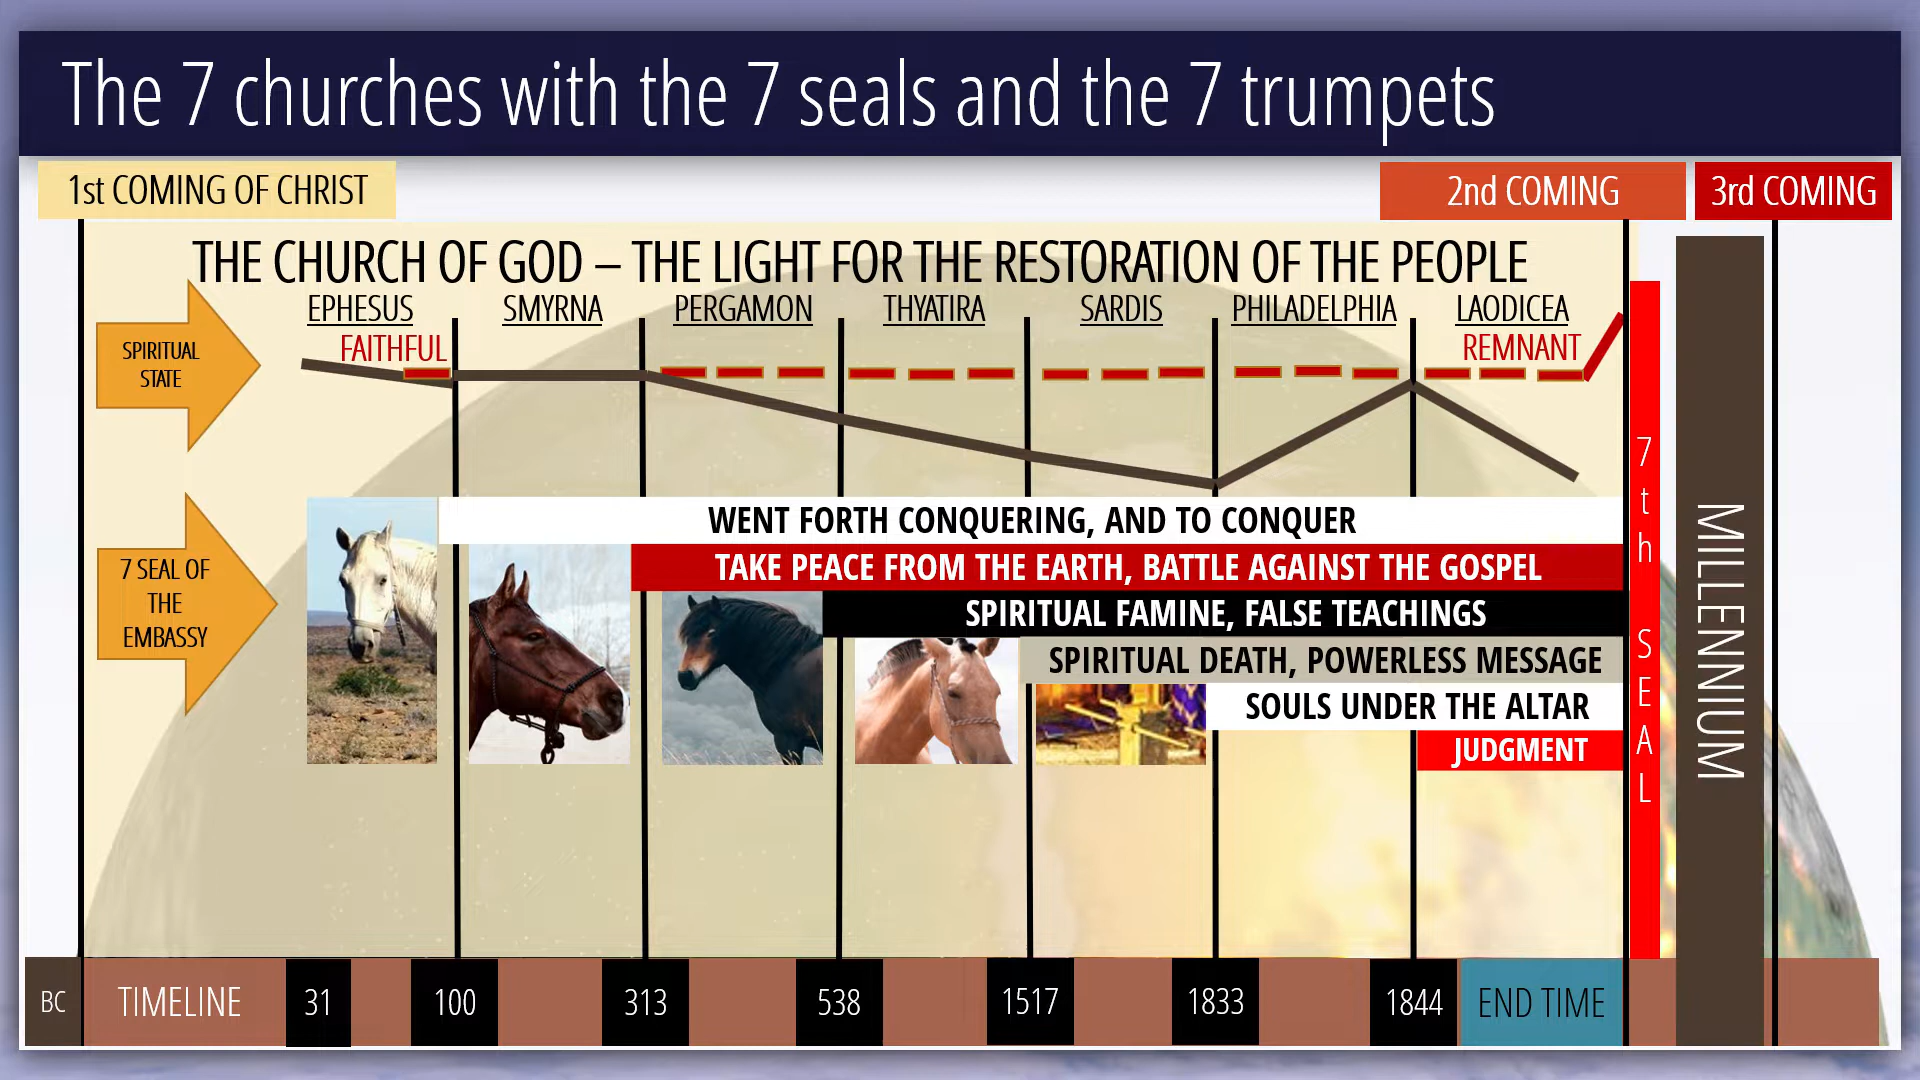 The 7 churches with the 7 seals and the 7 trumpets
1st COMING OF CHRIST
2nd COMING
3rd COMING
THE CHURCH OF GOD – THE LIGHT FOR THE RESTORATION OF THE PEOPLE
EPHESUS
SMYRNA
PERGAMON
THYATIRA
SARDIS
PHILADELPHIA
LAODICEA
SPIRITUAL
STATE
FAITHFUL
REMNANT
7 SEAL OF
THE
EMBASSY
WENT FORTH CONQUERING, AND TO CONQUER
TAKE PEACE FROM THE EARTH, BATTLE AGAINST THE GOSPEL
SPIRITUAL FAMINE, FALSE TEACHINGS
SPIRITUAL DEATH, POWERLESS MESSAGE
SOULS UNDER THE ALTAR
JUDGMENT
7th SEAL
MILLENNIUM
BC
TIMELINE
31
100
313
538
1517
1833
1844
END TIME